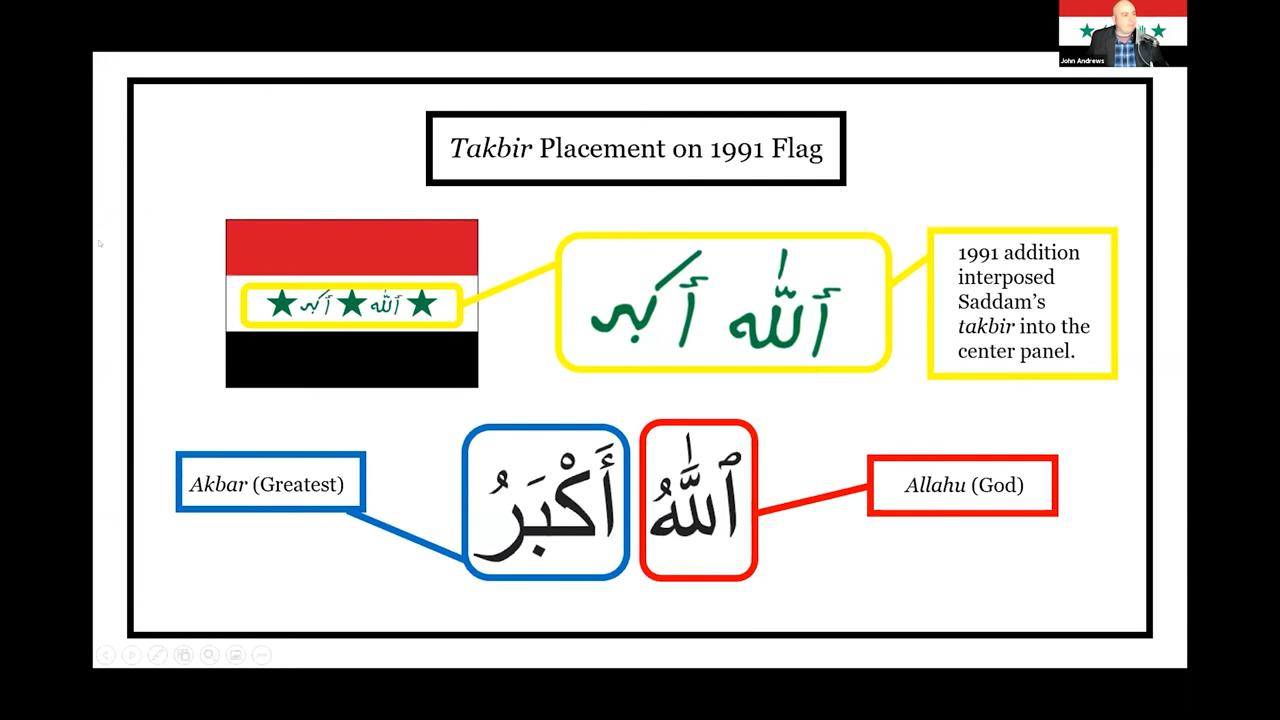 John Andrews
Takbir Placement on 1991 Flag
الله أكبر
ألله أكبر
1991 addition
interposed
Saddam's
takbir into the
center panel.
Akbar (Greatest)
ٱللَّٰهُ أَكْبَرُ
Allahu (God)